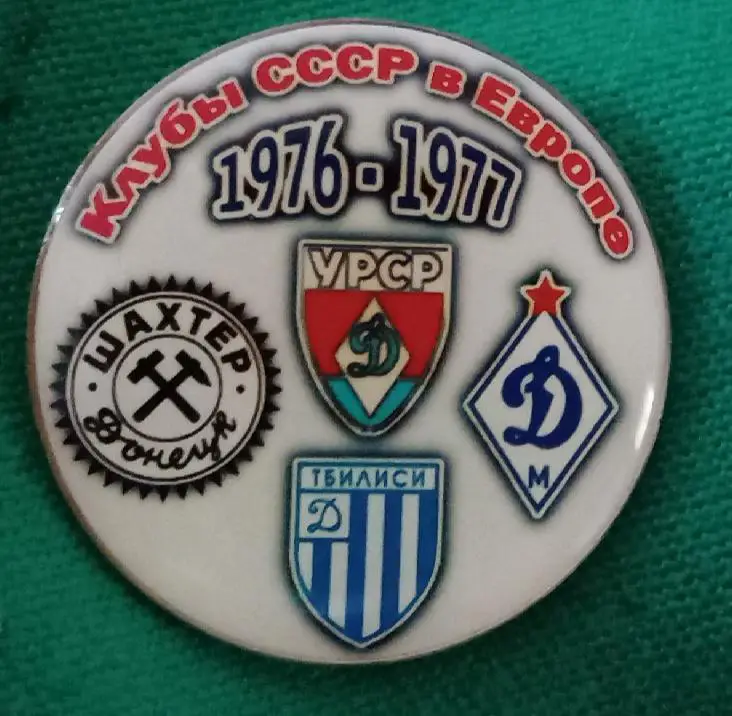 Клубы СССР в Европе
1976-1977
УРСР
Д
ШАХТЕР
Донецк
Д
М
ТБИЛИСИ
Д